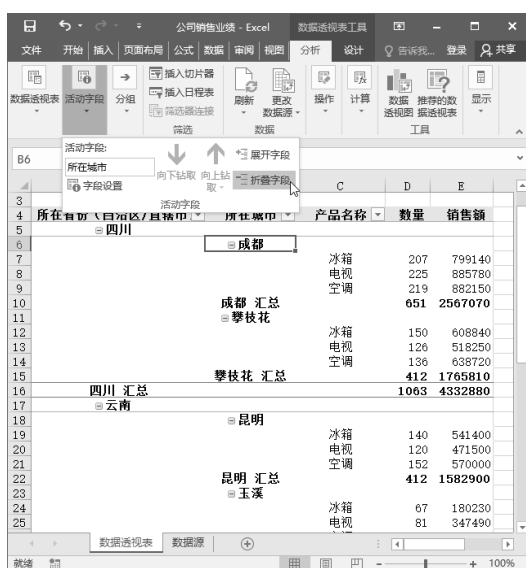 公司销售业绩 - Excel 数据透视表工具
文件 开始 插入 页面布局 公式 数据 审阅 视图 分析 设计 告诉我... 登录 共享
数据透视表 活动字段 分组 插入切片器 插入日程表 筛选器连接 筛选 刷新 更改数据源 数据 操作 计算 数据透视图 推荐的数据透视表 工具 显示
活动字段:
所在城市
字段设置
向下钻取 向上钻取
展开字段
折叠字段
活动字段
B6
C D E
3
4 所在省份(自治区/直辖市 所在城市 产品名称 数量 销售额
5 四川
6 成都
7 冰箱 207 799140
8 电视 225 885780
9 空调 219 882150
10 成都 汇总 651 2567070
11 攀枝花
12 冰箱 150 608840
13 电视 126 518250
14 空调 136 638720
15 攀枝花 汇总 412 1765810
16 四川 汇总 1063 4332880
17 云南
18 昆明
19 冰箱 140 541400
20 电视 120 471500
21 空调 152 570000
22 昆明 汇总 412 1582900
23 玉溪
24 冰箱 67 180230
25 电视 81 347490
数据透视表 数据源
就绪 100%